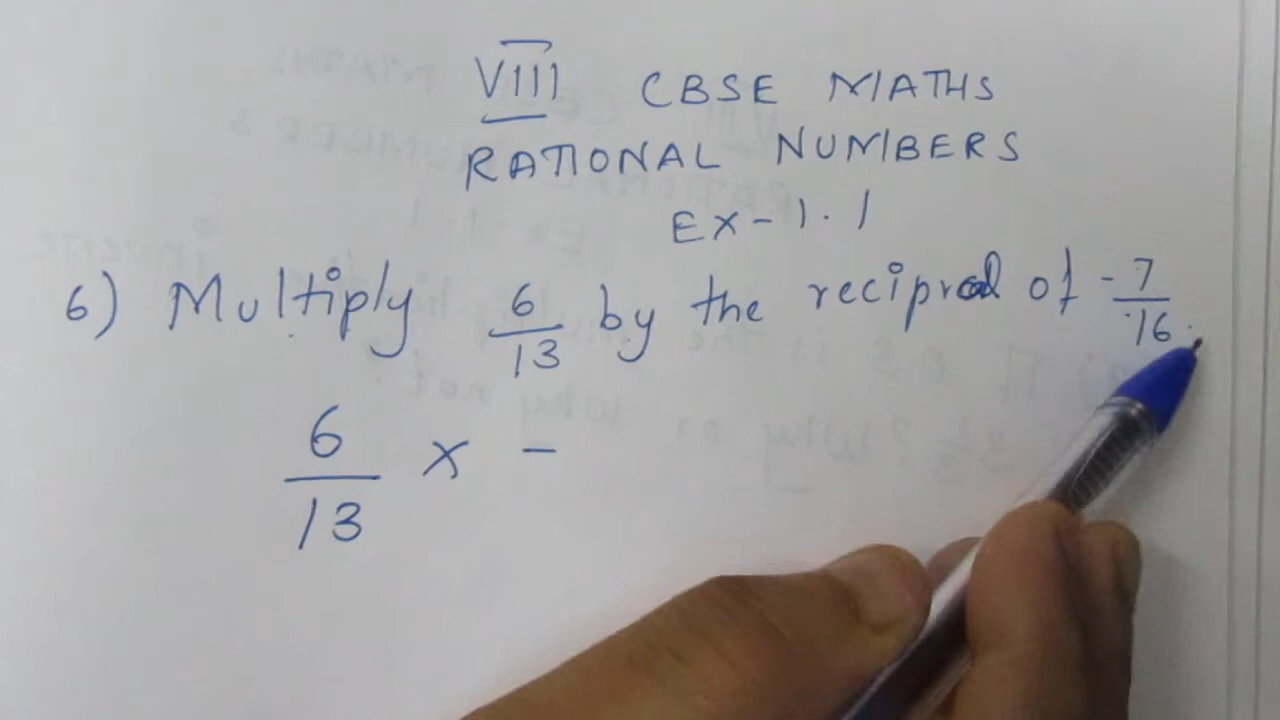 VIII CBSE MATHS
RATIONAL NUMBERS
EX-1.1
6) Multiply 6/13 by the reciprocal of -7/16.
6/13 x -